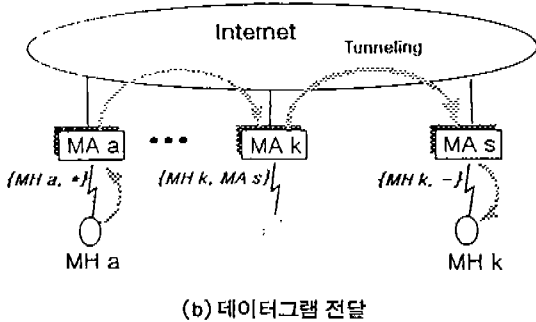 Internet
Tunneling
MA a
MA k
MA s
{MH a, *}
{MH k, MA s}
{MH k, -}
MH a
MH k
(b) 데이터그램 전달